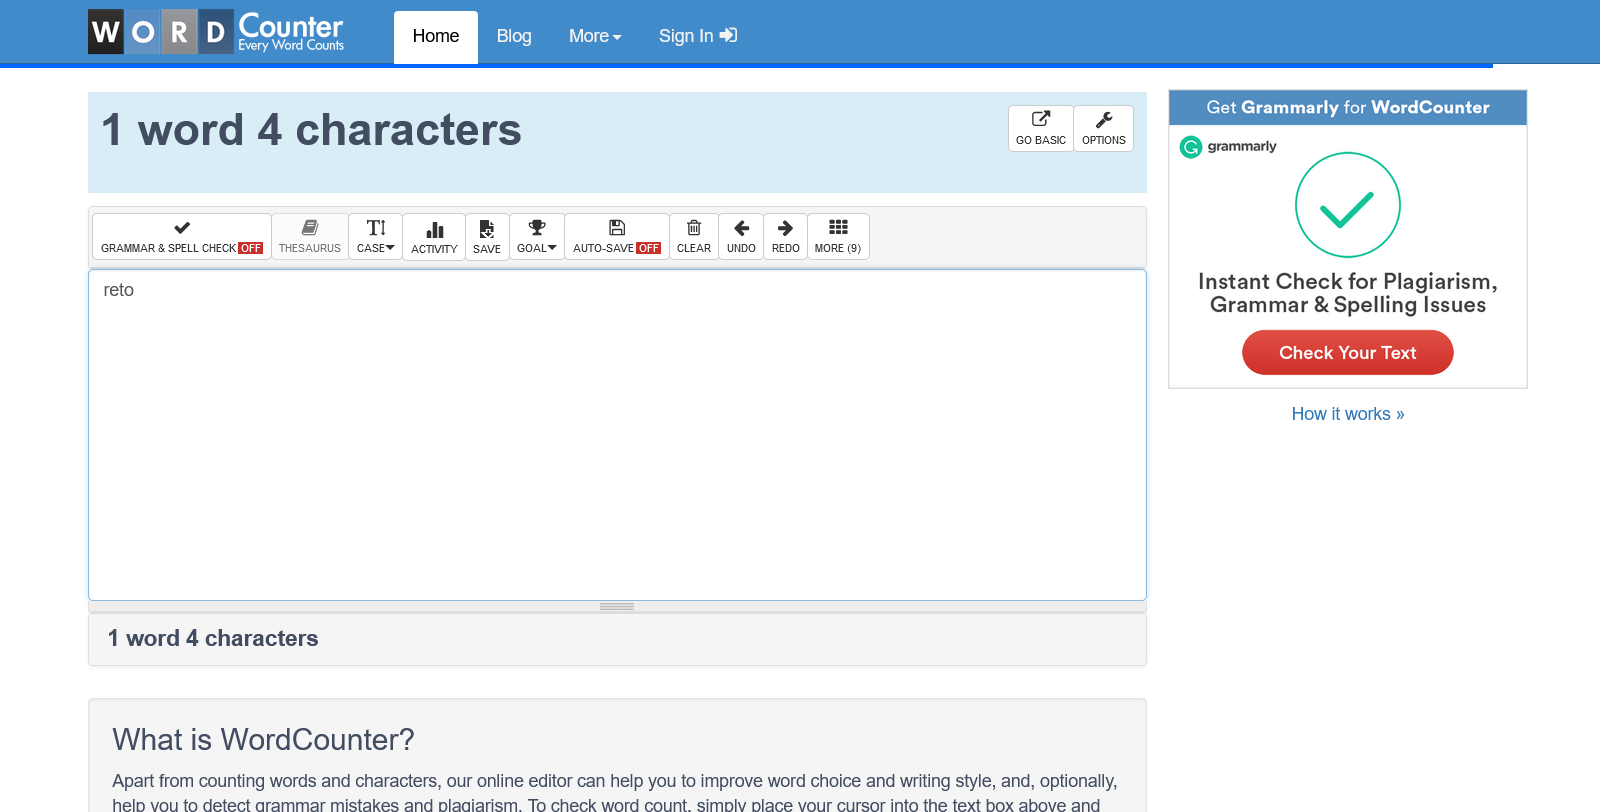 WORD Counter
Every Word Counts
Home Blog More Sign In
1 word 4 characters
GO BASIC OPTIONS
GRAMMAR & SPELL CHECK OFF THESAURUS CASE ACTIVITY SAVE GOAL AUTO-SAVE OFF CLEAR UNDO REDO MORE (9)
reto
1 word 4 characters
What is WordCounter?
Apart from counting words and characters, our online editor can help you to improve word choice and writing style, and, optionally,
help you to detect grammar mistakes and plagiarism. To check word count, simply place your cursor into the text box above and
Get Grammarly for WordCounter
grammarly
Instant Check for Plagiarism,
Grammar & Spelling Issues
Check Your Text
How it works »